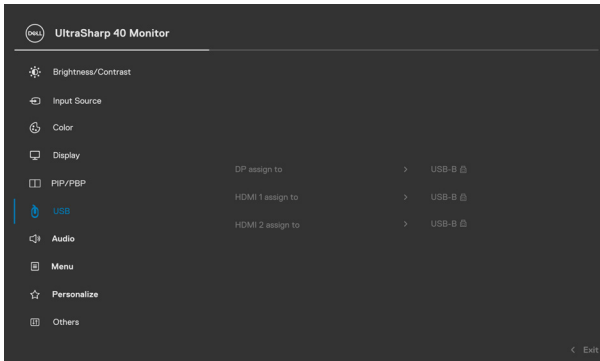 DELL UltraSharp 40 Monitor
Brightness/Contrast
Input Source
Color
Display
DP assign to > USB-B
PIP/PBP
HDMI 1 assign to > USB-B
USB
HDMI 2 assign to > USB-B
Audio
Menu
Personalize
Others
< Exit